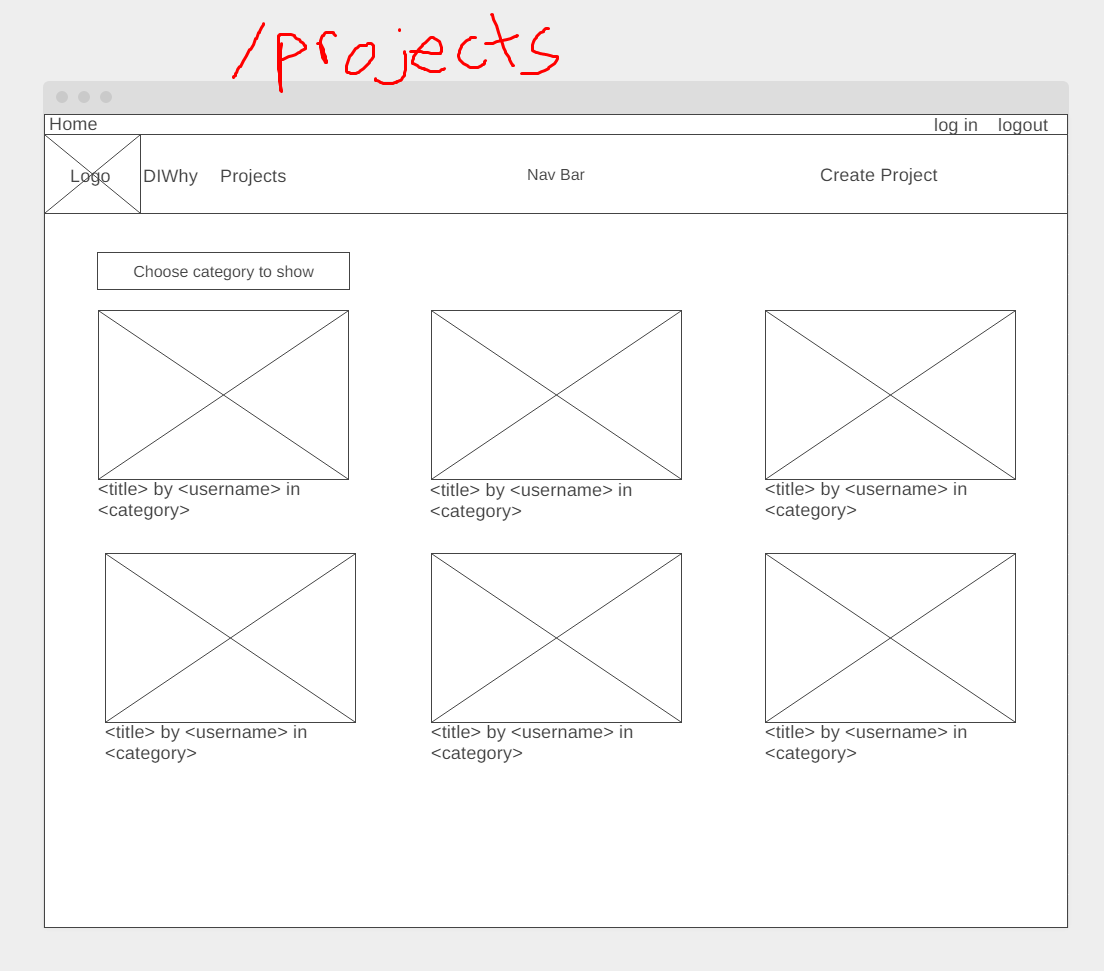 /projects
Home log in logout
Logo DIWhy Projects Nav Bar Create Project
Choose category to show
<title> by <username> in
<category>
<title> by <username> in
<category>
<title> by <username> in
<category>
<title> by <username> in
<category>
<title> by <username> in
<category>
<title> by <username> in
<category>